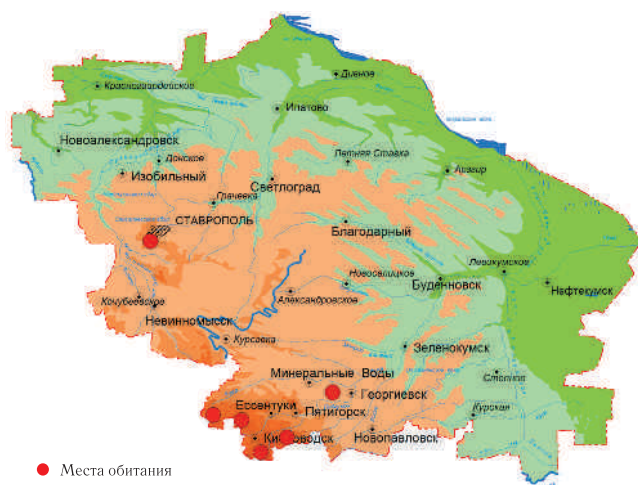 Дивное
Красногвардейское
Ипатово
Новоалександровск
Донское
Летняя Ставка
Изобильный
Светлоград
Арзгир
Грачевка
СТАВРОПОЛЬ
Благодарный
Левокумское
Новоселицкое
Буденновск
Нефтекумск
Кочубеевское
Александровское
Невинномысск
Курсавка
Зеленокумск
Минеральные Воды
Степное
Георгиевск
Ессентуки
Пятигорск
Курская
Кисловодск
Новопавловск
Места обитания